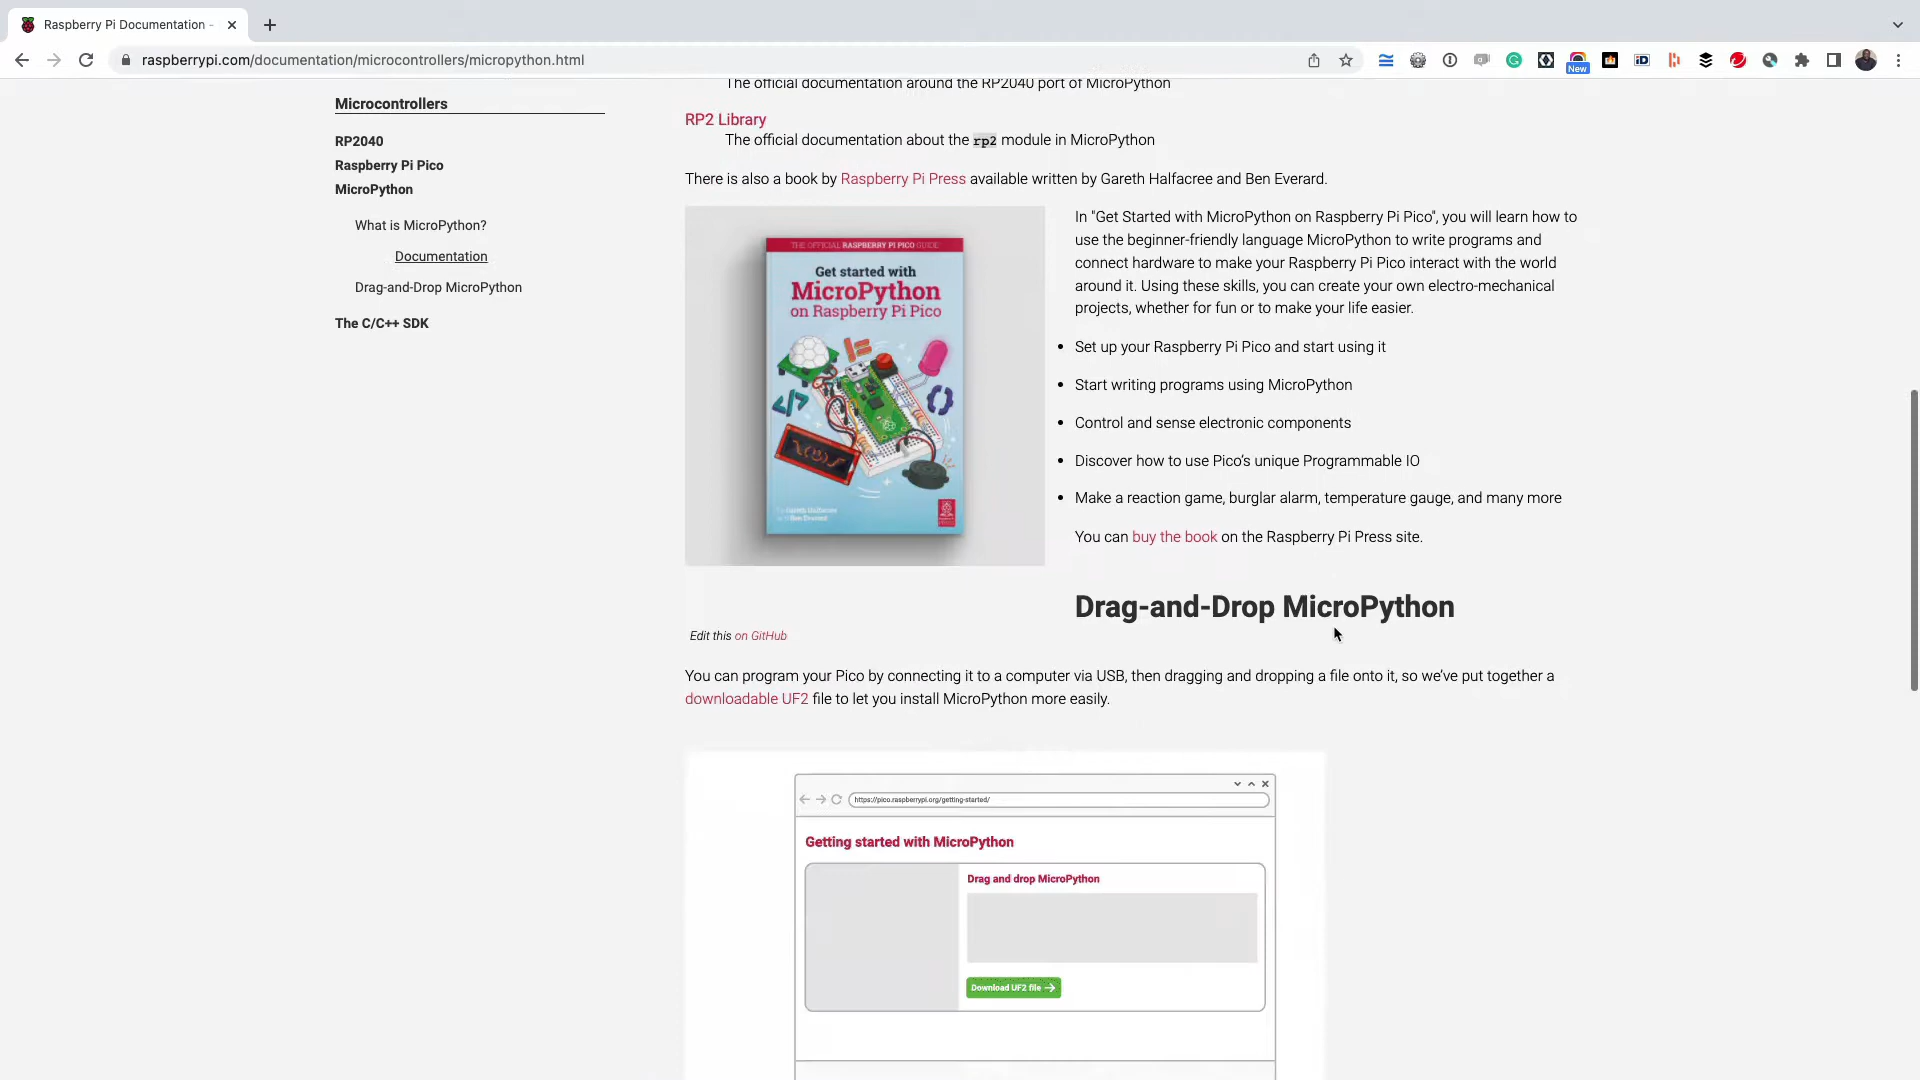 Raspberry Pi Documentation -
raspberrypi.com/documentation/microcontrollers/micropython.html
New
Microcontrollers
RP2040
Raspberry Pi Pico
MicroPython
What is MicroPython?
Documentation
Drag-and-Drop MicroPython
The C/C++ SDK
The official documentation around the RP2040 port of MicroPython
RP2 Library
The official documentation about the rp2 module in MicroPython
There is also a book by Raspberry Pi Press available written by Gareth Halfacree and Ben Everard.
THE OFFICIAL RASPBERRY PI PICO GUIDE
Get started with
MicroPython
on Raspberry Pi Pico
Gareth Halfacree
Ben Everard
In "Get Started with MicroPython on Raspberry Pi Pico", you will learn how to
use the beginner-friendly language MicroPython to write programs and
connect hardware to make your Raspberry Pi Pico interact with the world
around it. Using these skills, you can create your own electro-mechanical
projects, whether for fun or to make your life easier.
• Set up your Raspberry Pi Pico and start using it
• Start writing programs using MicroPython
• Control and sense electronic components
• Discover how to use Pico’s unique Programmable IO
• Make a reaction game, burglar alarm, temperature gauge, and many more
You can buy the book on the Raspberry Pi Press site.
Drag-and-Drop MicroPython
Edit this on GitHub
You can program your Pico by connecting it to a computer via USB, then dragging and dropping a file onto it, so we’ve put together a
downloadable UF2 file to let you install MicroPython more easily.
https://pico.raspberrypi.org/getting-started/
Getting started with MicroPython
Drag and drop MicroPython
Download UF2 file →